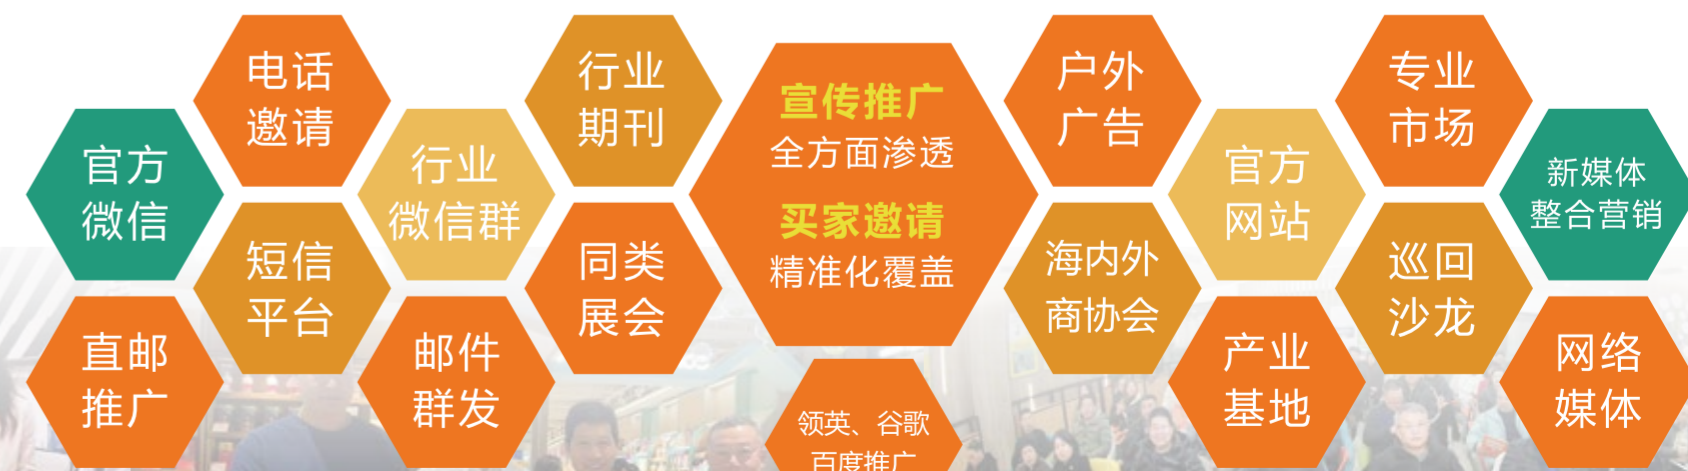 官方
微信
直邮
推广
电话
邀请
短信
平台
行业
微信群
邮件
群发
行业
期刊
同类
展会
宣传推广
全方面渗透
买家邀请
精准化覆盖
领英、谷歌
百度推广
户外
广告
海内外
商协会
官方
网站
产业
基地
专业
市场
巡回
沙龙
新媒体
整合营销
网络
媒体